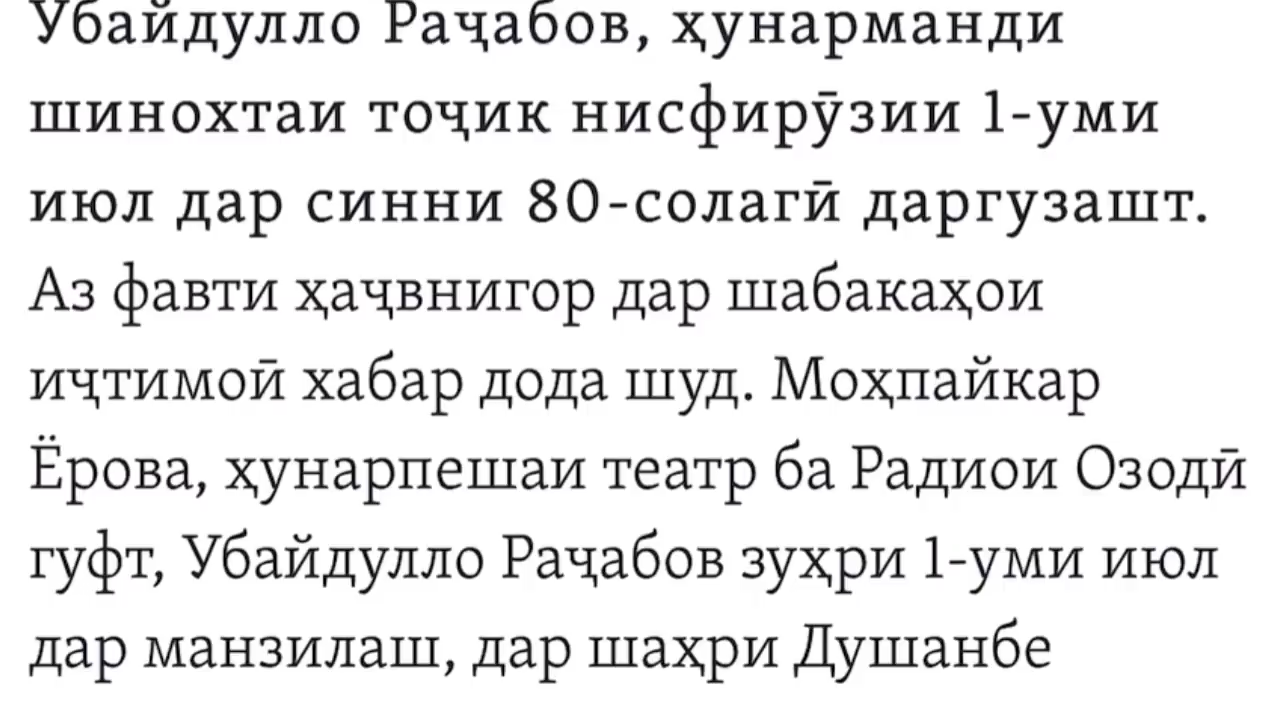 Убайдулло Раҷабов, ҳунарманди
шинохтаи тоҷик нисфирӯзии 1-уми
июл дар синни 80-солагӣ даргузашт.
Аз фавти ҳаҷвнигор дар шабакаҳои
иҷтимоӣ хабар дода шуд. Моҳпайкар
Ёрова, ҳунарпешаи театр ба Радиои Озодӣ
гуфт, Убайдулло Раҷабов зуҳри 1-уми июл
дар манзилаш, дар шаҳри Душанбе